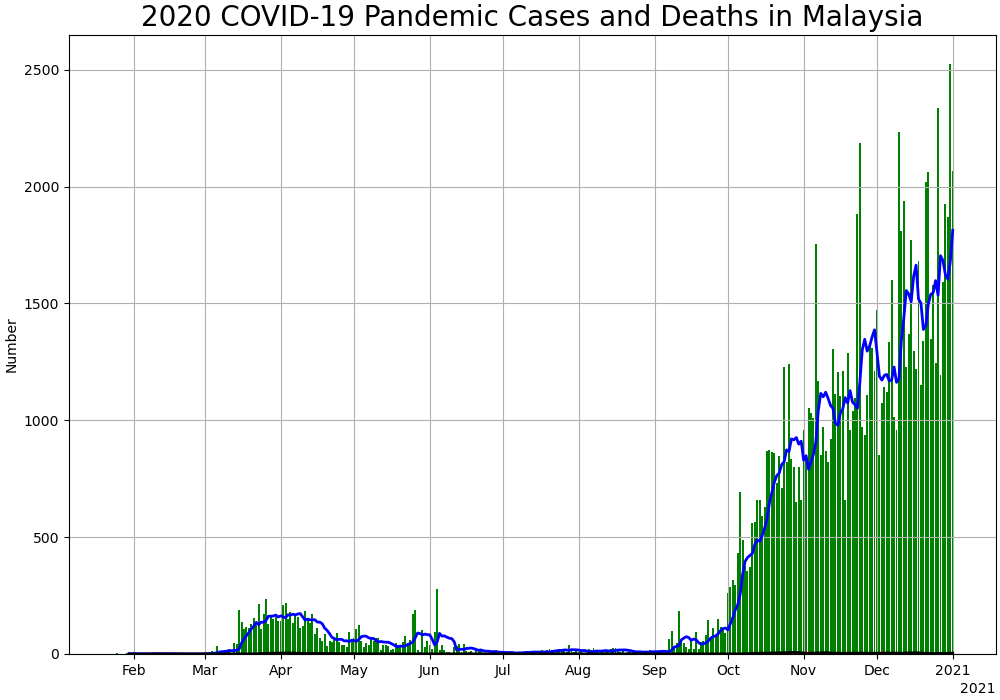 2020 COVID-19 Pandemic Cases and Deaths in Malaysia
2500
2000
1500
1000
500
0
Number
Feb Mar Apr May Jun Jul Aug Sep Oct Nov Dec 2021
2021